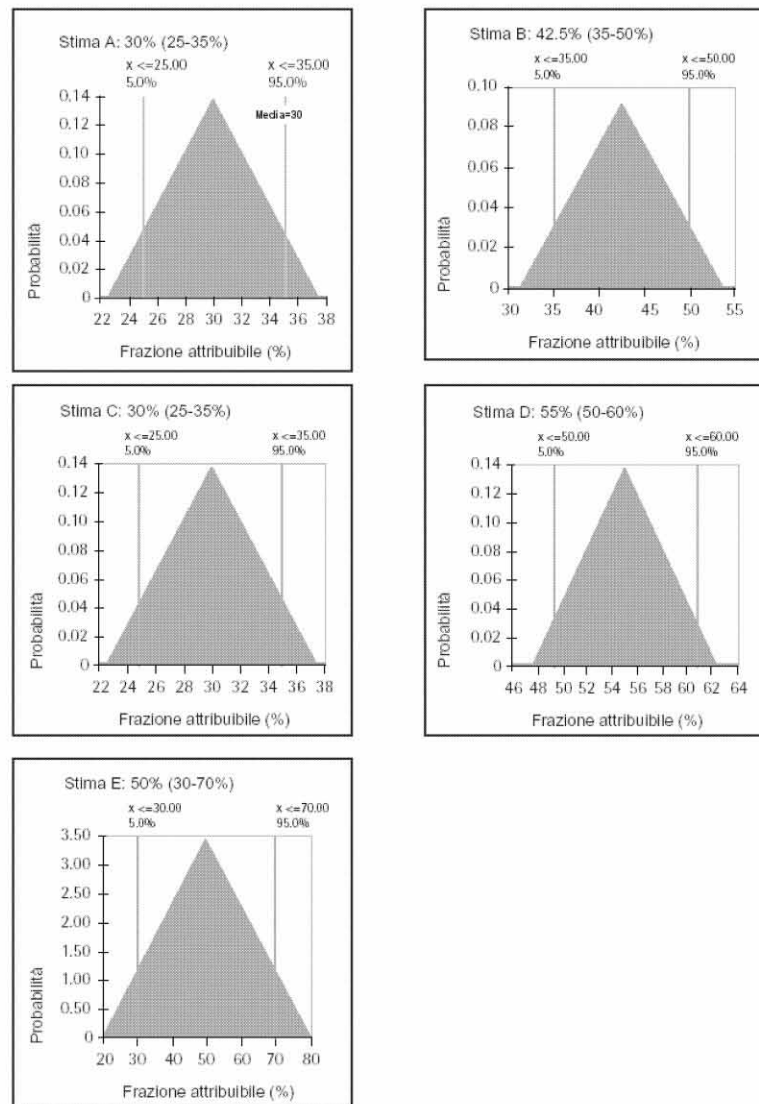 Stima A: 30% (25-35%)
x <=25.00 x <=35.00
5.0% 95.0%
0.14
Media=30
0.12
0.10
0.08
0.06
0.04
0.02
0
Probabilità
22 24 26 28 30 32 34 36 38
Frazione attribuibile (%)
Stima B: 42.5% (35-50%)
x <=35.00 x <=50.00
5.0% 95.0%
0.10
0.08
0.06
0.04
0.02
0
Probabilità
30 35 40 45 50 55
Frazione attribuibile (%)
Stima C: 30% (25-35%)
x <=25.00 x <=35.00
5.0% 95.0%
0.14
0.12
0.10
0.08
0.06
0.04
0.02
0
Probabilità
22 24 26 28 30 32 34 36 38
Frazione attribuibile (%)
Stima D: 55% (50-60%)
x <=50.00 x <=60.00
5.0% 95.0%
0.14
0.12
0.10
0.08
0.06
0.04
0.02
0
Probabilità
46 48 50 52 54 56 58 60 62 64
Frazione attribuibile (%)
Stima E: 50% (30-70%)
x <=30.00 x <=70.00
5.0% 95.0%
3.50
3.00
2.50
2.00
1.50
1.00
0.50
0
Probabilità
20 30 40 50 60 70 80
Frazione attribuibile (%)